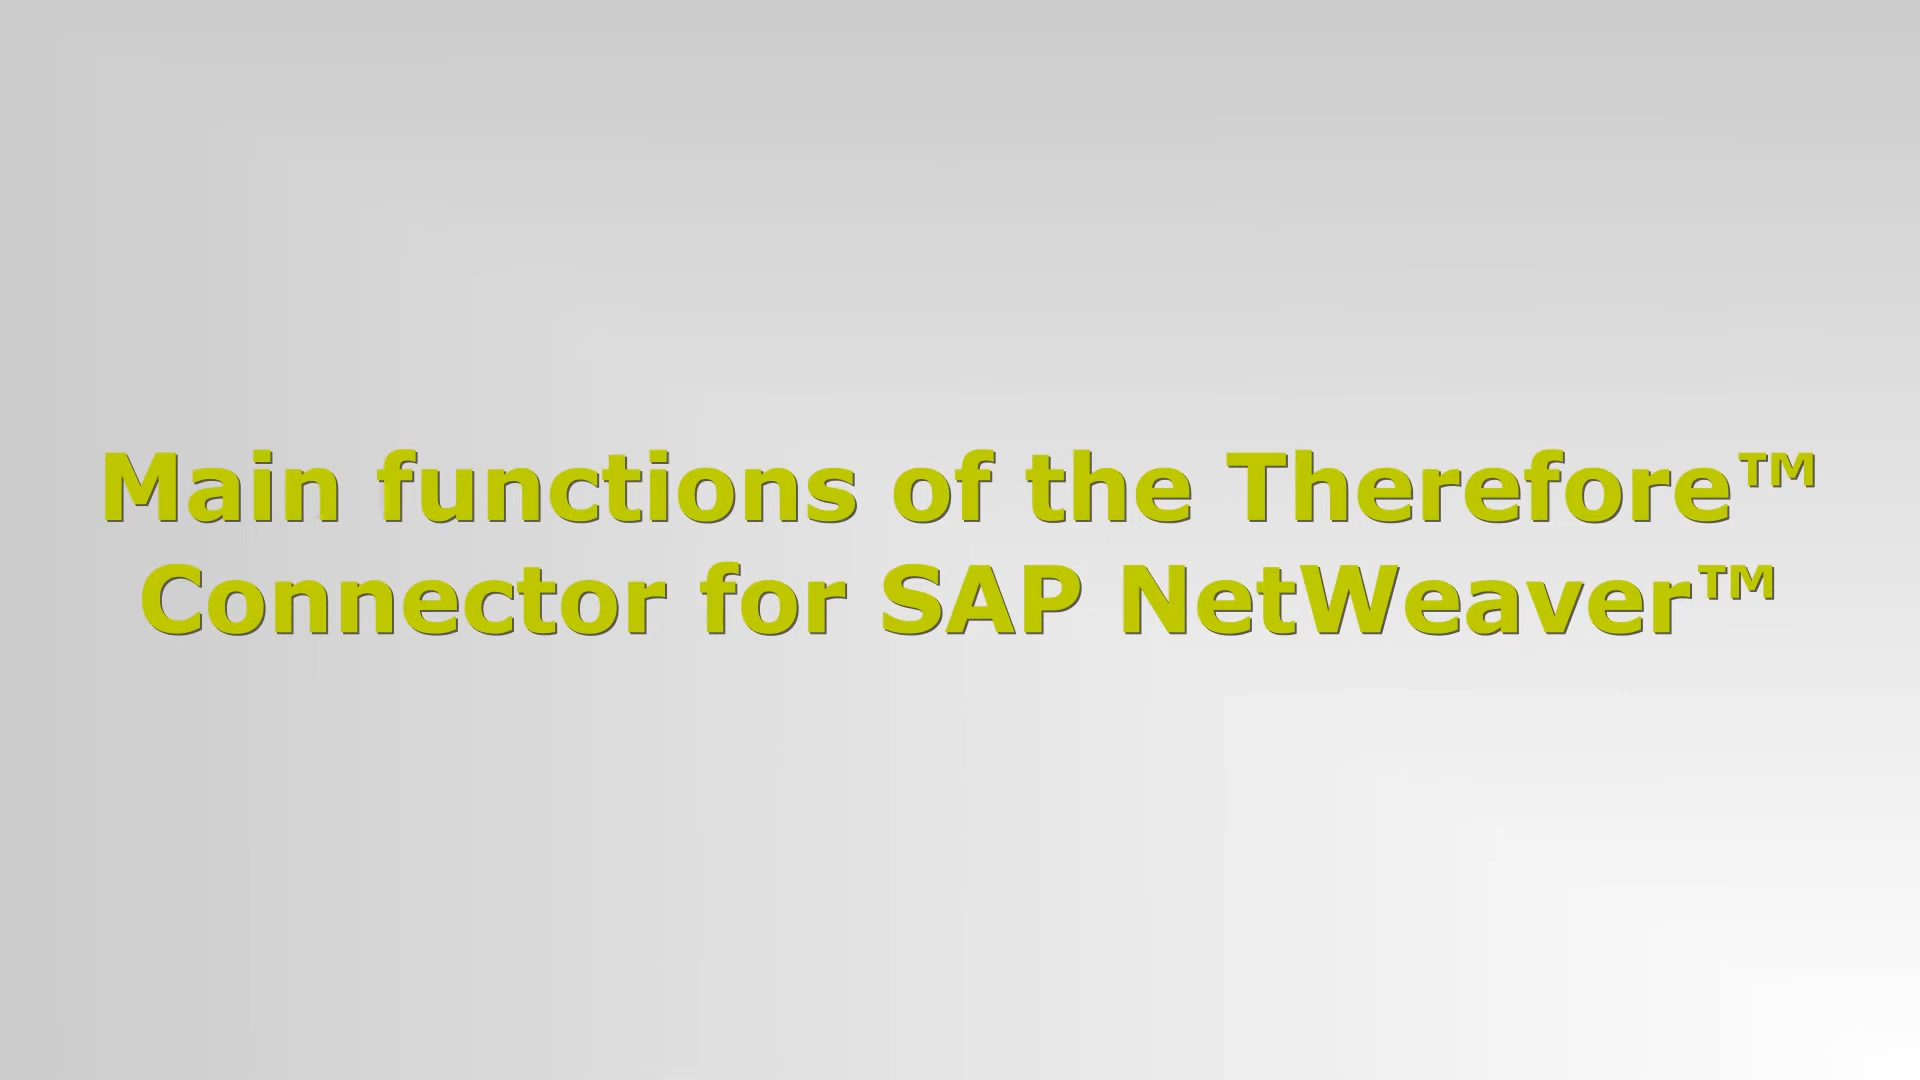 Main functions of the Therefore™
Connector for SAP NetWeaver™